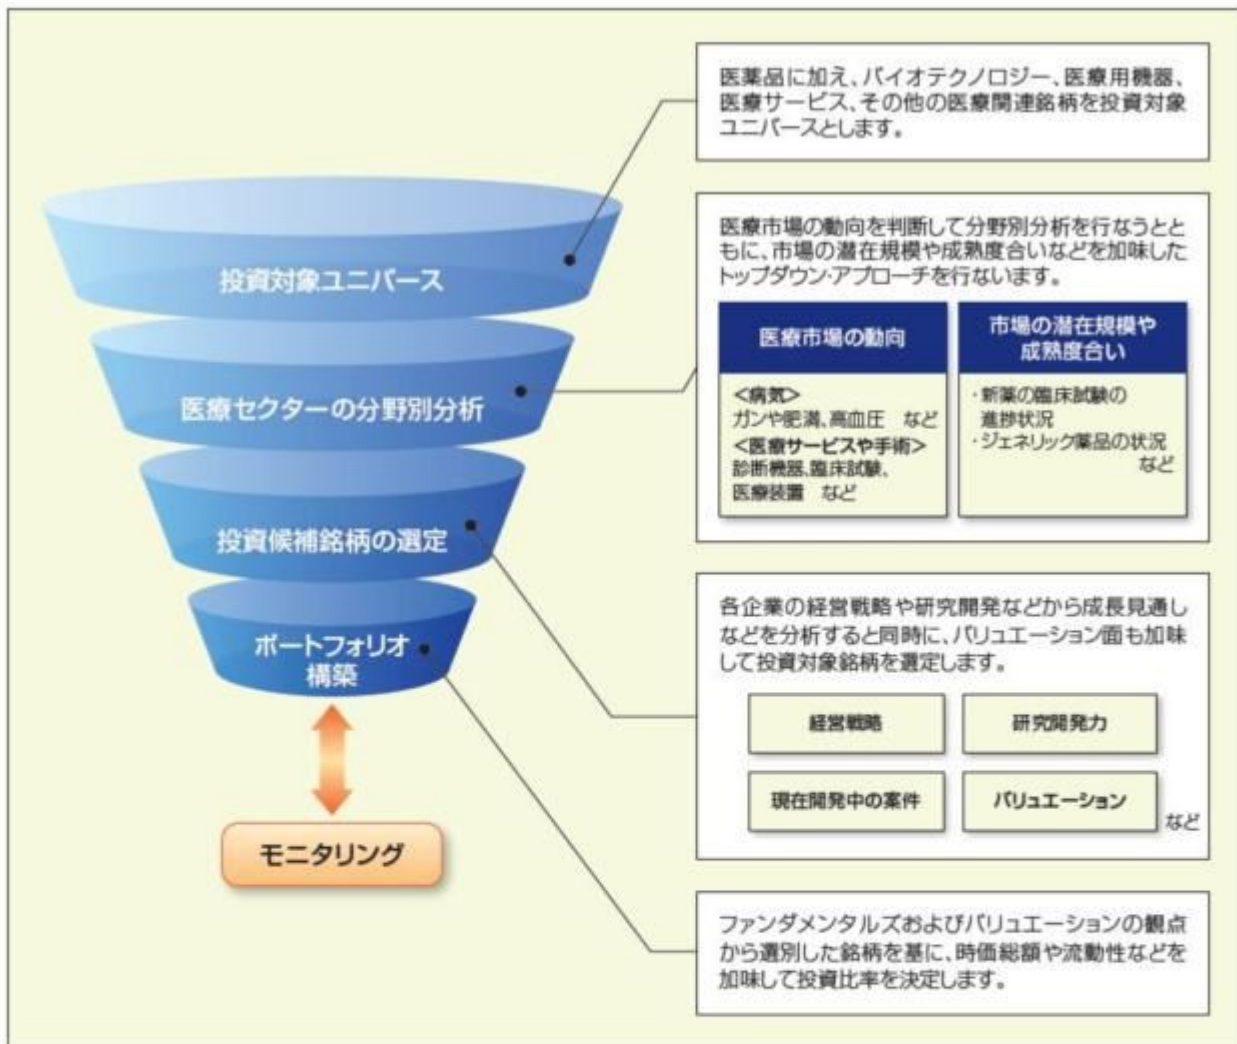 投資対象ユニバース
医療セクターの分野別分析
投資候補銘柄の選定
ポートフォリオ
構築
モニタリング
医薬品に加え、バイオテクノロジー、医療用機器、
医療サービス、その他の医療関連銘柄を投資対象
ユニバースとします。
医療市場の動向を判断して分野別分析を行なうとと
もに、市場の潜在規模や成熟度合いなどを加味した
トップダウン・アプローチを行ないます。
医療市場の動向
<病気>
ガンや肥満、高血圧 など
<医療サービスや手術>
診断機器、臨床試験、
医療装置 など
市場の潜在規模や
成熟度合い
・新薬の臨床試験の
進捗状況
・ジェネリック薬品の状況
など
各企業の経営戦略や研究開発などから成長見通し
などを分析すると同時に、バリュエーション面も加味
して投資対象銘柄を選定します。
経営戦略
研究開発力
現在開発中の案件
バリュエーション
など
ファンダメンタルズおよびバリュエーションの観点
から選別した銘柄を基に、時価総額や流動性などを
加味して投資比率を決定します。